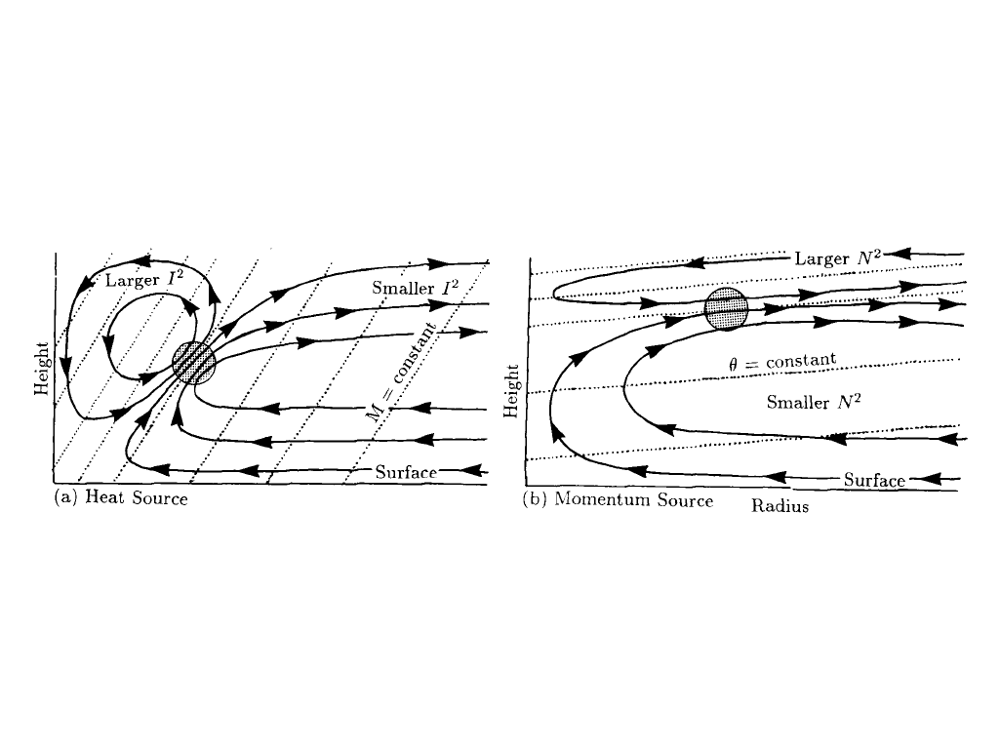 Larger I²
Smaller I²
M = constant
Height
Surface
(a) Heat Source
Larger N²
θ = constant
Smaller N²
Height
Surface
(b) Momentum Source
Radius